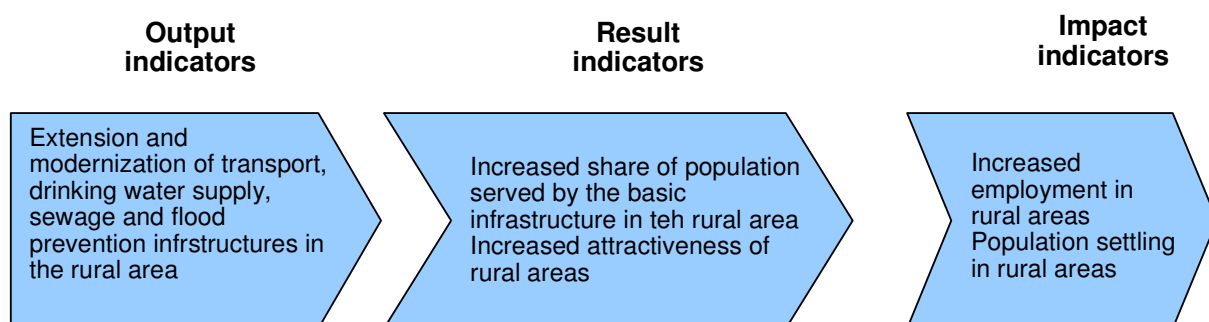 Output
indicators
Result
indicators
Impact
indicators
Extension and
modernization of transport,
drinking water supply,
sewage and flood
prevention infrstructures in
the rural area
Increased share of population
served by the basic
infrastructure in teh rural area
Increased attractiveness of
rural areas
Increased
employment in
rural areas
Population settling
in rural areas